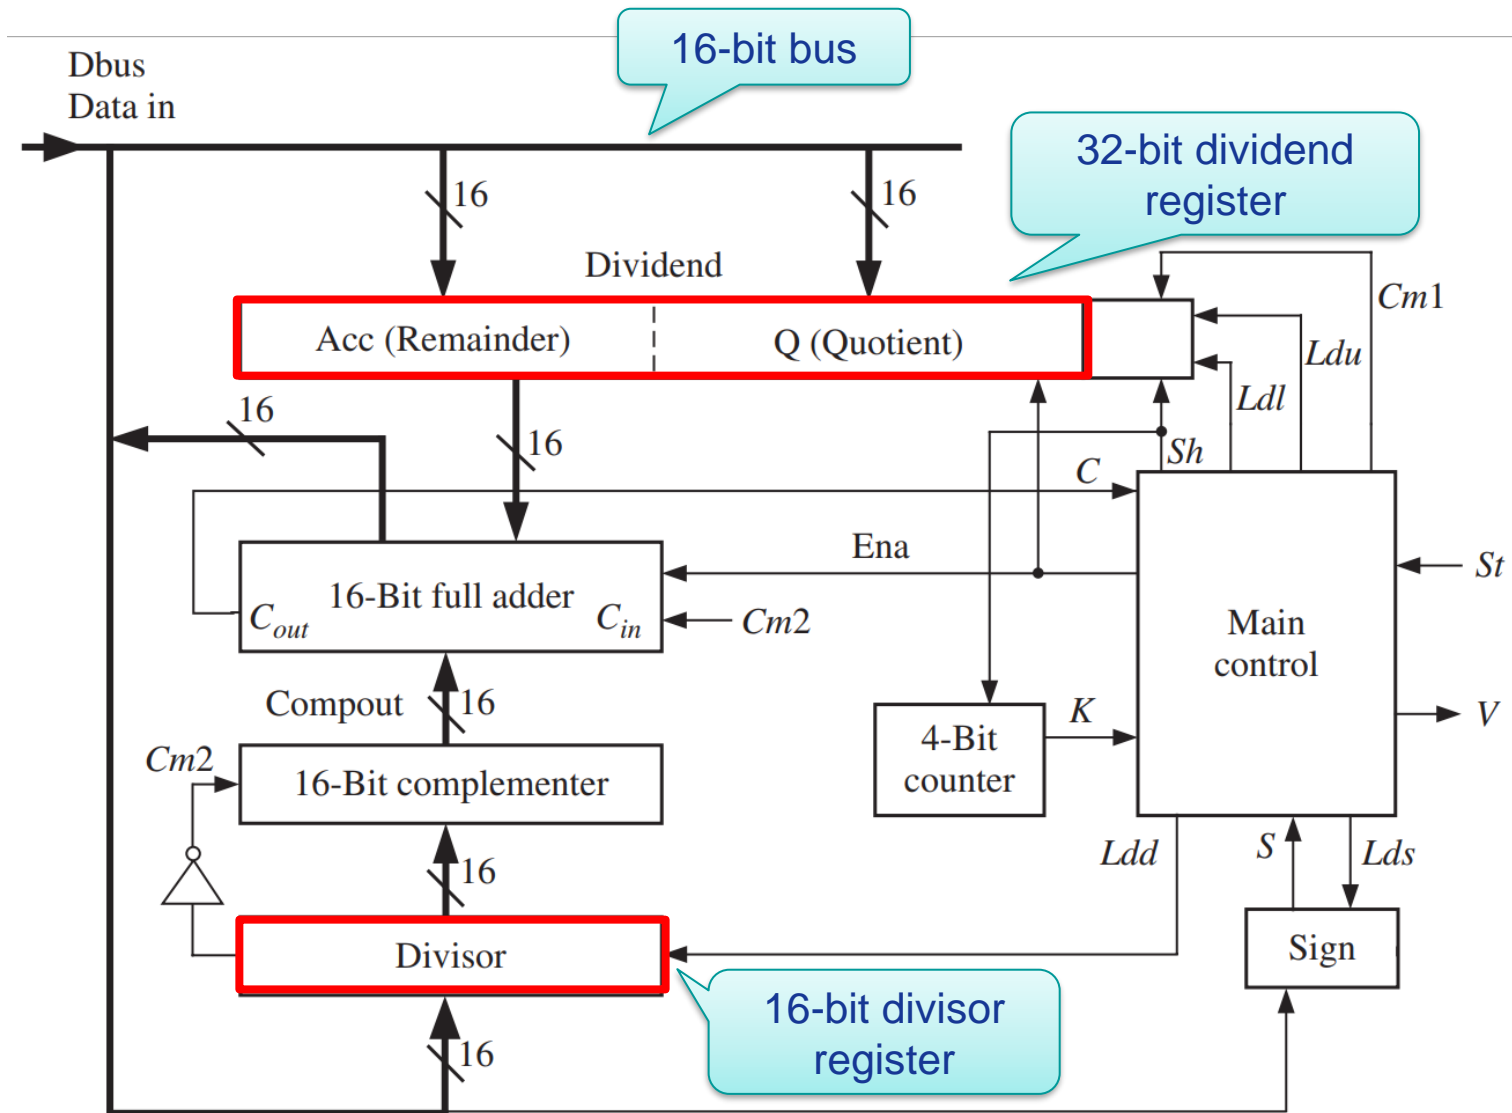 16-bit bus
Dbus
Data in
32-bit dividend
register
16
16
Dividend
Cm1
Acc (Remainder)
Q (Quotient)
Ldu
Ldl
16
16
Sh
C
Ena
St
16-Bit full adder
Cout
Cin
Cm2
Main
control
Compout
16
K
V
4-Bit
counter
Cm2
16-Bit complementer
Ldd
S
Lds
16
Divisor
Sign
16-bit divisor
register
16